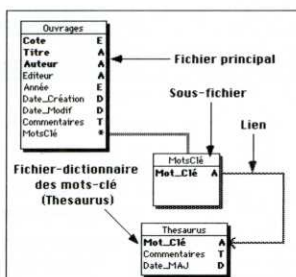 Ouvrages
Cote E
Titre A
Auteur A
Editeur A
Année E
Date_Création D
Date_Modif D
Commentaires T
MotsClé *
Fichier principal
Sous-fichier
Lien
MotsClé
Mot_Clé A
Fichier-dictionnaire
des mots-clé
(Thesaurus)
Thesaurus
Mot_Clé A
Commentaires T
Date_MAJ D